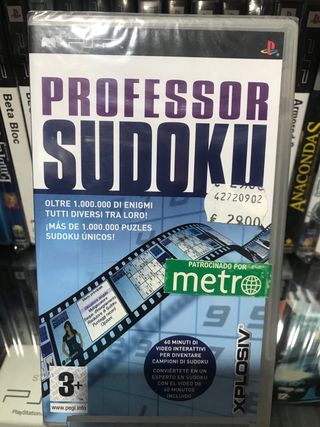 PROFESSOR
SUDOKU
42720902
€ 29.00
OLTRE 1.000.000 DI ENIGMI
TUTTI DIVERSI TRA LORO!
¡MÁS DE 1.000.000 PUZLES
SUDOKU ÚNICOS!
PATROCINADO POR
metro
60 MINUTI DI
VIDEO INTERATTIVI
PER DIVENTARE
CAMPIONI DI SUDOKU
CONVIÉRTETE EN UN
EXPERTO EN SUDOKU
CON EL VÍDEO DE
60 MINUTOS
INCLUIDO
3+
www.pegi.info
XPLOSIV
Beta Bloc
ANACONDAS
PlayStation